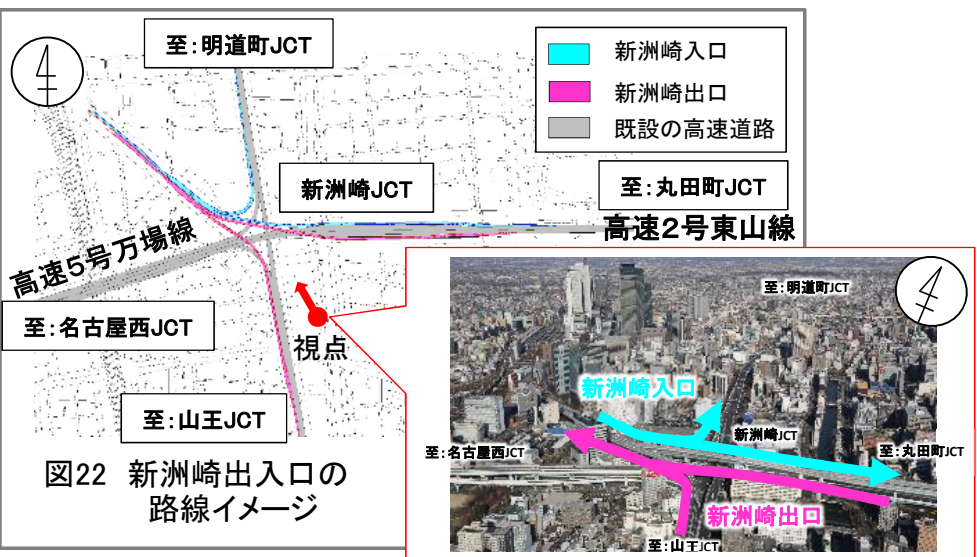 至：明道町JCT
新洲崎入口
新洲崎出口
既設の高速道路
新洲崎JCT
至：丸田町JCT
高速2号東山線
高速5号万場線
至：名古屋西JCT
視点
至：山王JCT
図22 新洲崎出入口の
路線イメージ
至：明道町JCT
新洲崎入口
新洲崎JCT
至：名古屋西JCT
至：丸田町JCT
新洲崎出口
至：山王JCT